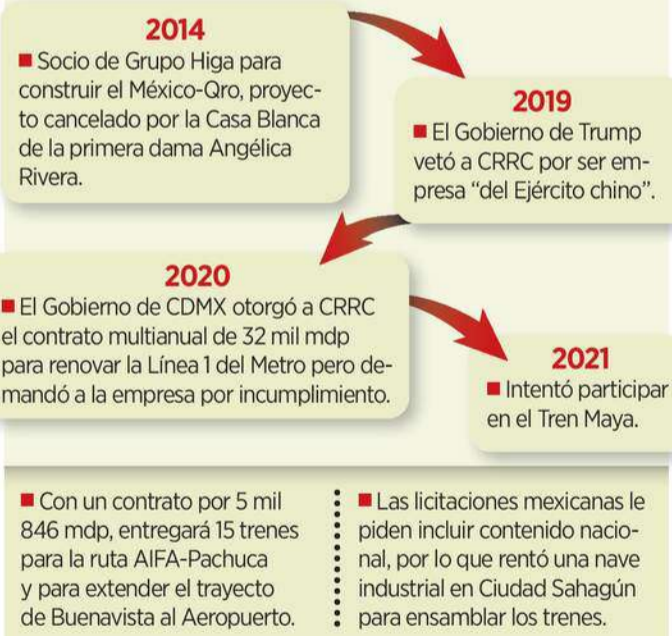 2014
■ Socio de Grupo Higa para
construir el México-Qro, proyec-
to cancelado por la Casa Blanca
de la primera dama Angélica
Rivera.
2019
■ El Gobierno de Trump
vetó a CRRC por ser em-
presa “del Ejército chino”.
2020
■ El Gobierno de CDMX otorgó a CRRC
el contrato multianual de 32 mil mdp
para renovar la Línea 1 del Metro pero de-
mandó a la empresa por incumplimiento.
2021
■ Intentó participar
en el Tren Maya.
■ Con un contrato por 5 mil
846 mdp, entregará 15 trenes
para la ruta AIFA-Pachuca
y para extender el trayecto
de Buenavista al Aeropuerto.
■ Las licitaciones mexicanas le
piden incluir contenido nacio-
nal, por lo que rentó una nave
industrial en Ciudad Sahagún
para ensamblar los trenes.